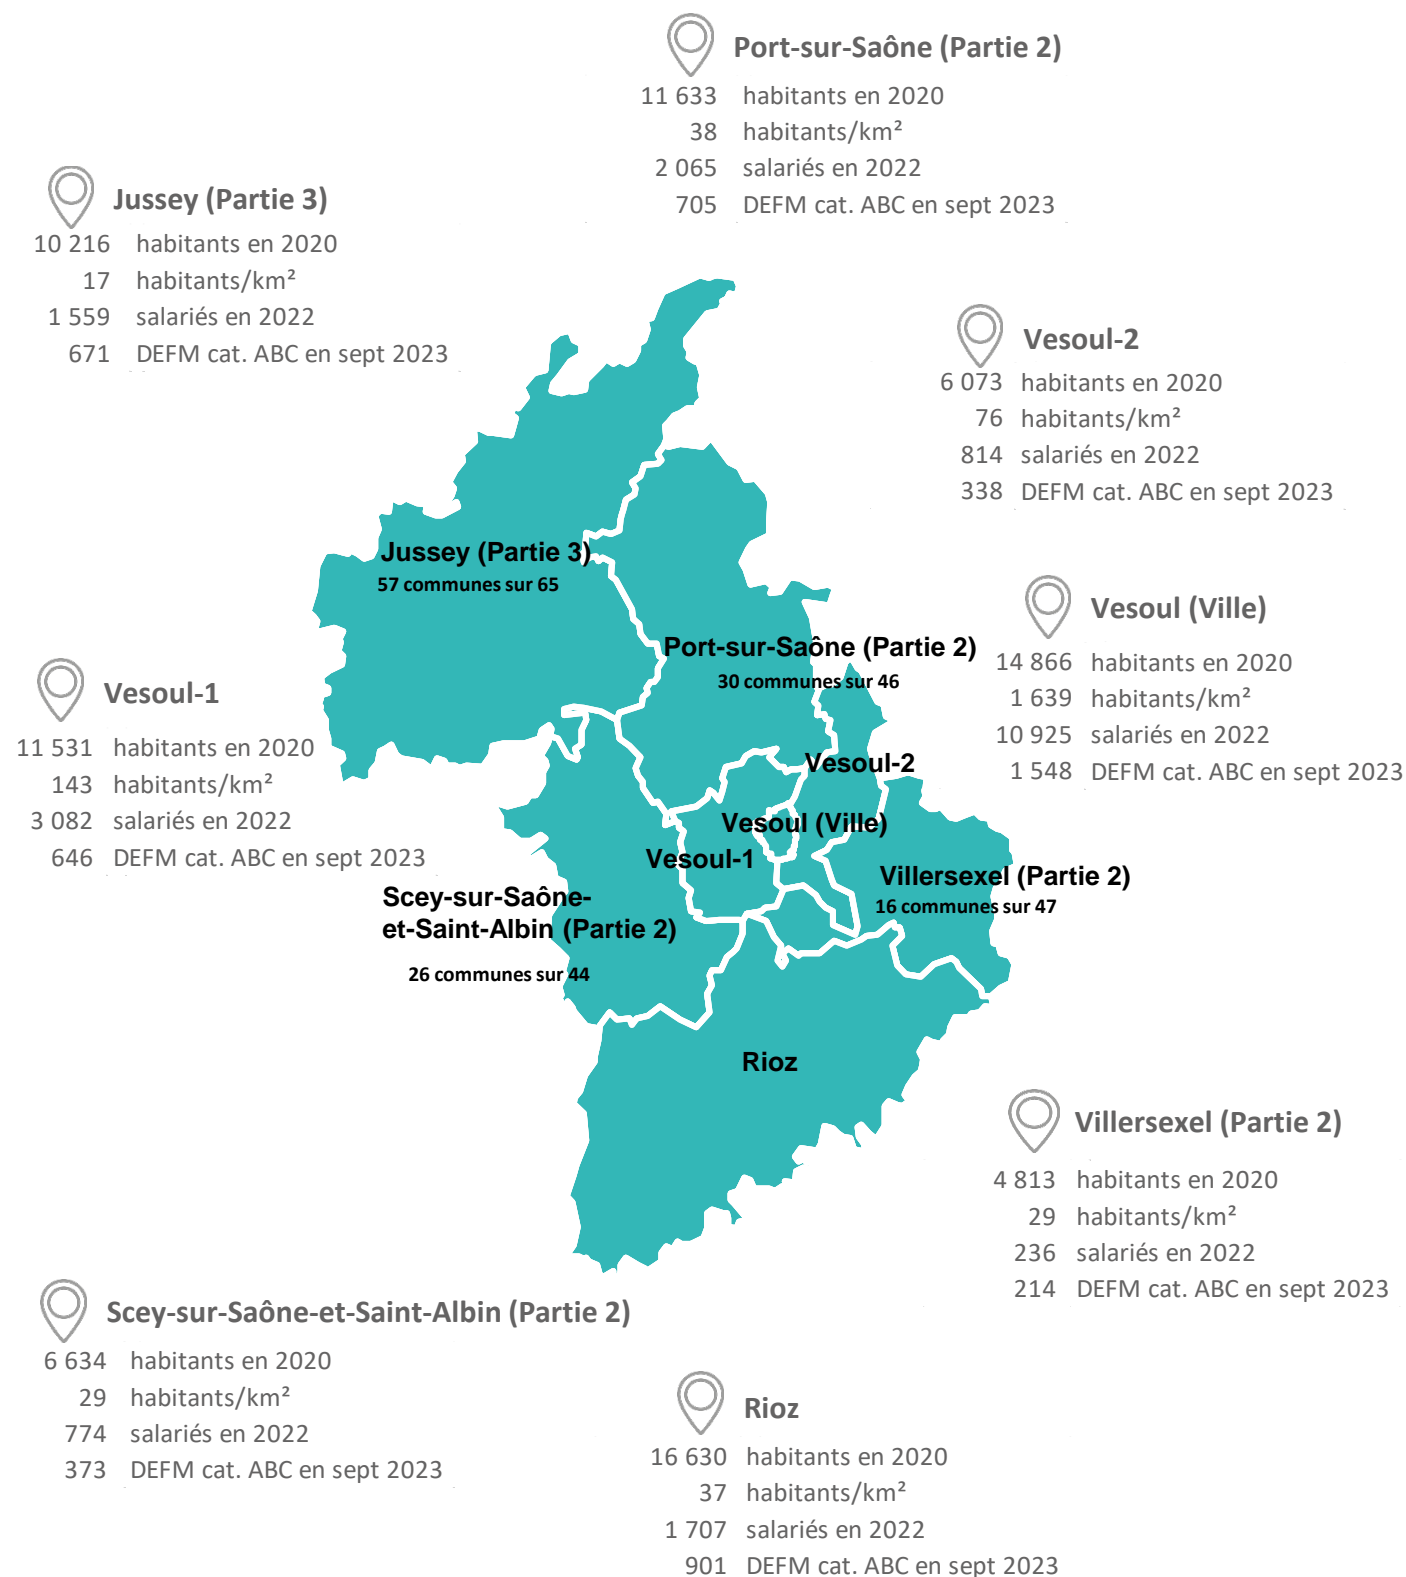 Port-sur-Saône (Partie 2)
11 633 habitants en 2020
38 habitants/km²
2 065 salariés en 2022
705 DEFM cat. ABC en sept 2023
Jussey (Partie 3)
10 216 habitants en 2020
17 habitants/km²
1 559 salariés en 2022
671 DEFM cat. ABC en sept 2023
Vesoul-2
6 073 habitants en 2020
76 habitants/km²
814 salariés en 2022
338 DEFM cat. ABC en sept 2023
Jussey (Partie 3)
57 communes sur 65
Vesoul (Ville)
14 866 habitants en 2020
1 639 habitants/km²
10 925 salariés en 2022
1 548 DEFM cat. ABC en sept 2023
Port-sur-Saône (Partie 2)
30 communes sur 46
Vesoul-1
11 531 habitants en 2020
143 habitants/km²
3 082 salariés en 2022
646 DEFM cat. ABC en sept 2023
Vesoul-2
Vesoul (Ville)
Vesoul-1
Villersexel (Partie 2)
16 communes sur 47
Scey-sur-Saône-
et-Saint-Albin (Partie 2)
26 communes sur 44
Rioz
Villersexel (Partie 2)
4 813 habitants en 2020
29 habitants/km²
236 salariés en 2022
214 DEFM cat. ABC en sept 2023
Scey-sur-Saône-et-Saint-Albin (Partie 2)
6 634 habitants en 2020
29 habitants/km²
774 salariés en 2022
373 DEFM cat. ABC en sept 2023
Rioz
16 630 habitants en 2020
37 habitants/km²
1 707 salariés en 2022
901 DEFM cat. ABC en sept 2023